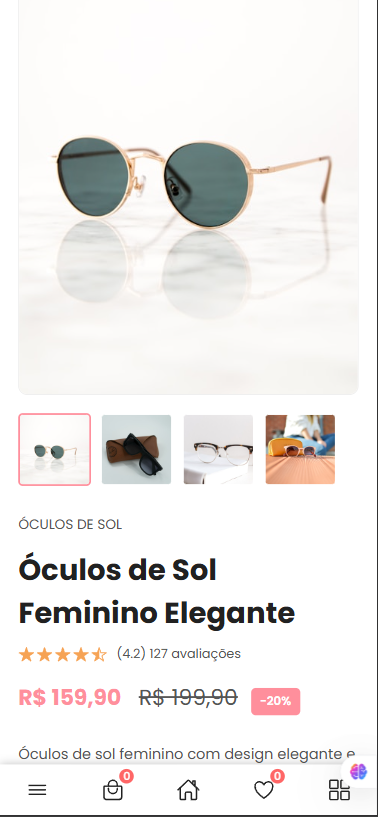 ÓCULOS DE SOL
Óculos de Sol
Feminino Elegante
(4.2) 127 avaliações
R$ 159,90 R$ 199,90 -20%
Óculos de sol feminino com design elegante e
0 0